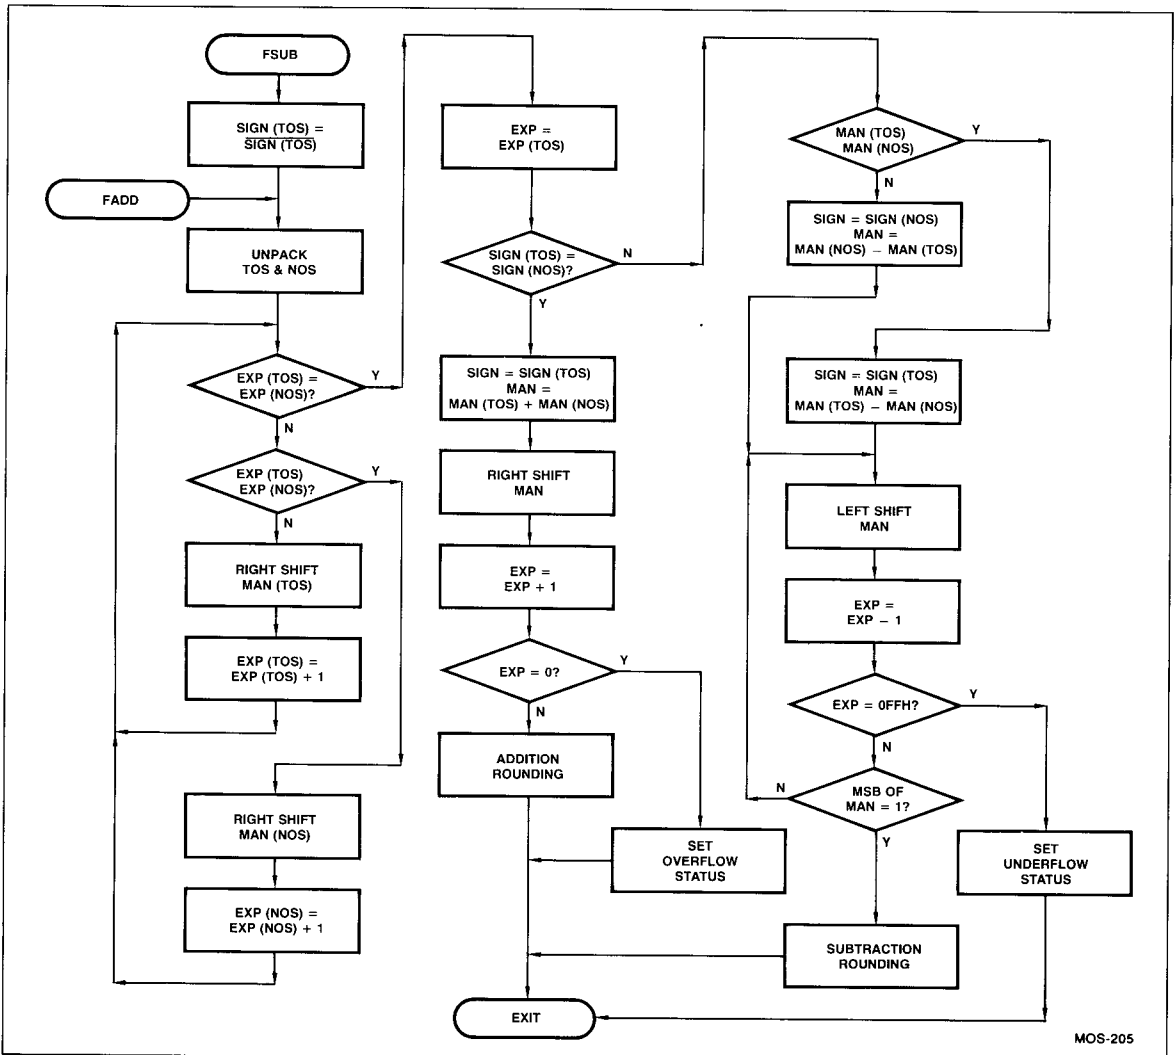 FSUB
SIGN (TOS) =
SIGN (TOS)
FADD
UNPACK
TOS & NOS
EXP (TOS) =
EXP (NOS)?
Y
N
EXP (TOS)
EXP (NOS)?
Y
N
RIGHT SHIFT
MAN (TOS)
EXP (TOS) =
EXP (TOS) + 1
RIGHT SHIFT
MAN (NOS)
EXP (NOS) =
EXP (NOS) + 1
EXP =
EXP (TOS)
SIGN (TOS) =
SIGN (NOS)?
N
Y
SIGN = SIGN (TOS)
MAN =
MAN (TOS) + MAN (NOS)
RIGHT SHIFT
MAN
EXP =
EXP + 1
EXP = 0?
Y
N
ADDITION
ROUNDING
SET
OVERFLOW
STATUS
MAN (TOS)
MAN (NOS)
Y
N
SIGN = SIGN (NOS)
MAN =
MAN (NOS) − MAN (TOS)
SIGN = SIGN (TOS)
MAN =
MAN (TOS) − MAN (NOS)
LEFT SHIFT
MAN
EXP =
EXP − 1
EXP = 0FFH?
Y
N
MSB OF
MAN = 1?
N
Y
SET
UNDERFLOW
STATUS
SUBTRACTION
ROUNDING
EXIT
MOS-205